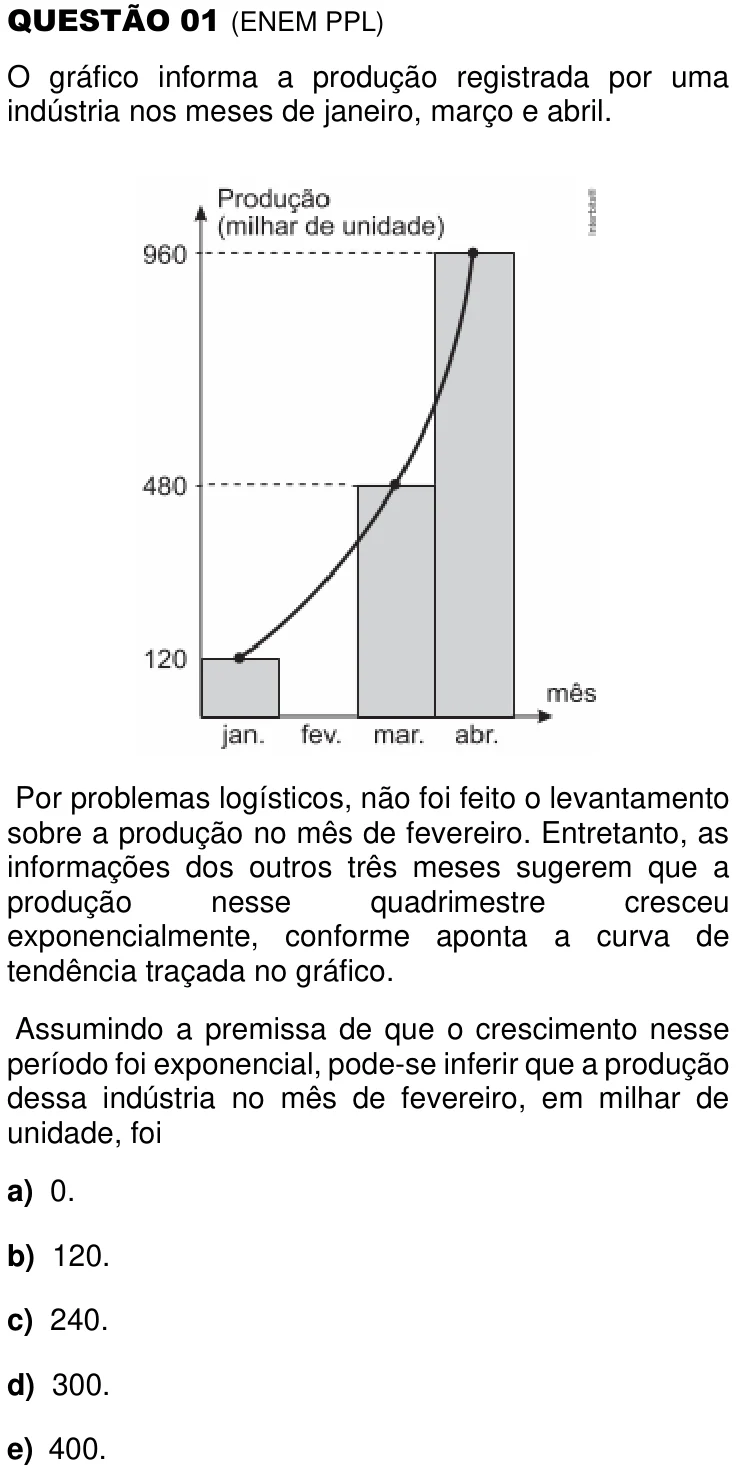 QUESTÃO 01 (ENEM PPL)
O gráfico informa a produção registrada por uma
indústria nos meses de janeiro, março e abril.
Produção
(milhar de unidade)
Interbits®
960
480
120
mês
jan. fev. mar. abr.
Por problemas logísticos, não foi feito o levantamento
sobre a produção no mês de fevereiro. Entretanto, as
informações dos outros três meses sugerem que a
produção nesse quadrimestre cresceu
exponencialmente, conforme aponta a curva de
tendência traçada no gráfico.
Assumindo a premissa de que o crescimento nesse
período foi exponencial, pode-se inferir que a produção
dessa indústria no mês de fevereiro, em milhar de
unidade, foi
a) 0.
b) 120.
c) 240.
d) 300.
e) 400.